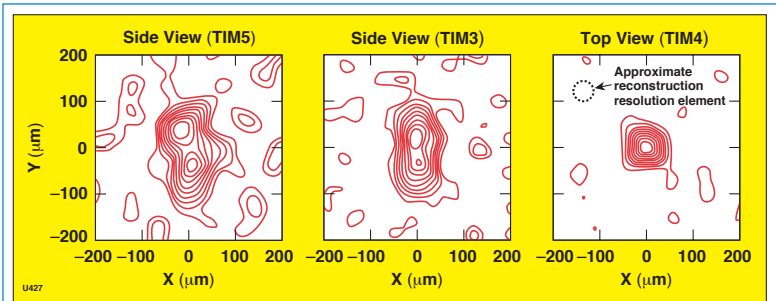 Side View (TIM5)
Side View (TIM3)
Top View (TIM4)
Approximate
reconstruction
resolution element
200
100
0
−100
−200
Y (μm)
−200 −100 0 100 200
−200 −100 0 100 200
−200 −100 0 100 200
X (μm)
X (μm)
X (μm)
U427